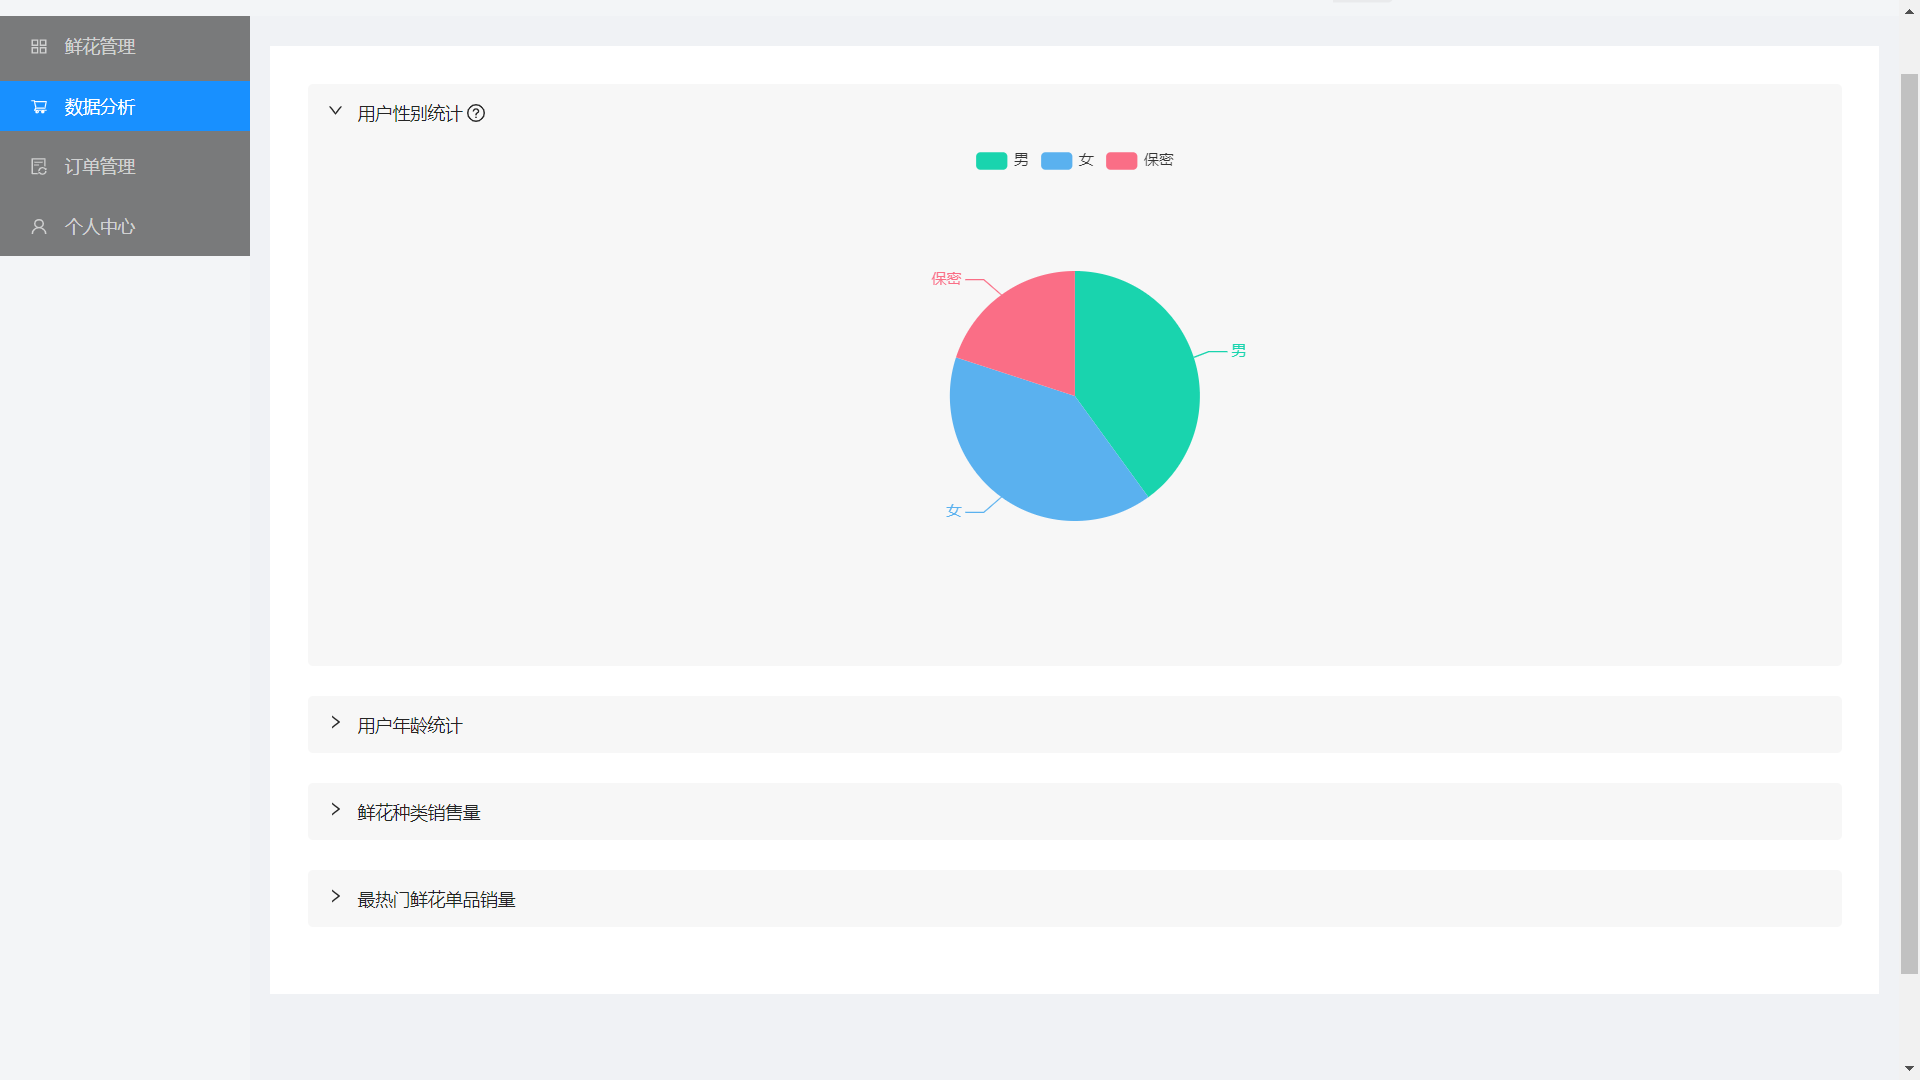 鲜花管理
数据分析
订单管理
个人中心
用户性别统计
男 女 保密
保密
男
女
用户年龄统计
鲜花种类销售量
最热门鲜花单品销量